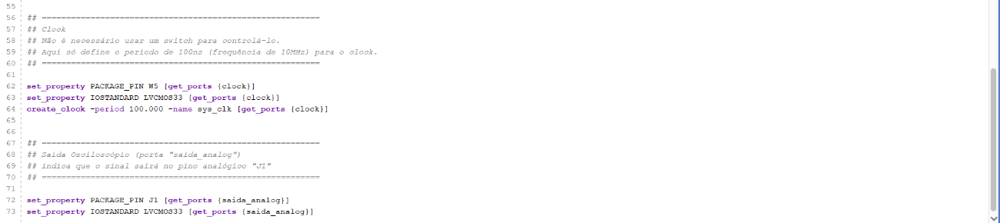 55
56 ## =========================================================
57 ## Clock
58 ## Não é necessário usar um switch para controlá-lo.
59 ## Aqui só define o período de 100ns (frequência de 10MHz) para o clock.
60 ## =========================================================
61
62 set_property PACKAGE_PIN W5 [get_ports {clock}]
63 set_property IOSTANDARD LVCMOS33 [get_ports {clock}]
64 create_clock -period 100.000 -name sys_clk [get_ports {clock}]
65
66
67 ## =========================================================
68 ## Saida Osciloscópio (porta "saida_analog")
69 ## indica que o sinal sairá no pino analógico "J1"
70 ## =========================================================
71
72 set_property PACKAGE_PIN J1 [get_ports {saida_analog}]
73 set_property IOSTANDARD LVCMOS33 [get_ports {saida_analog}]